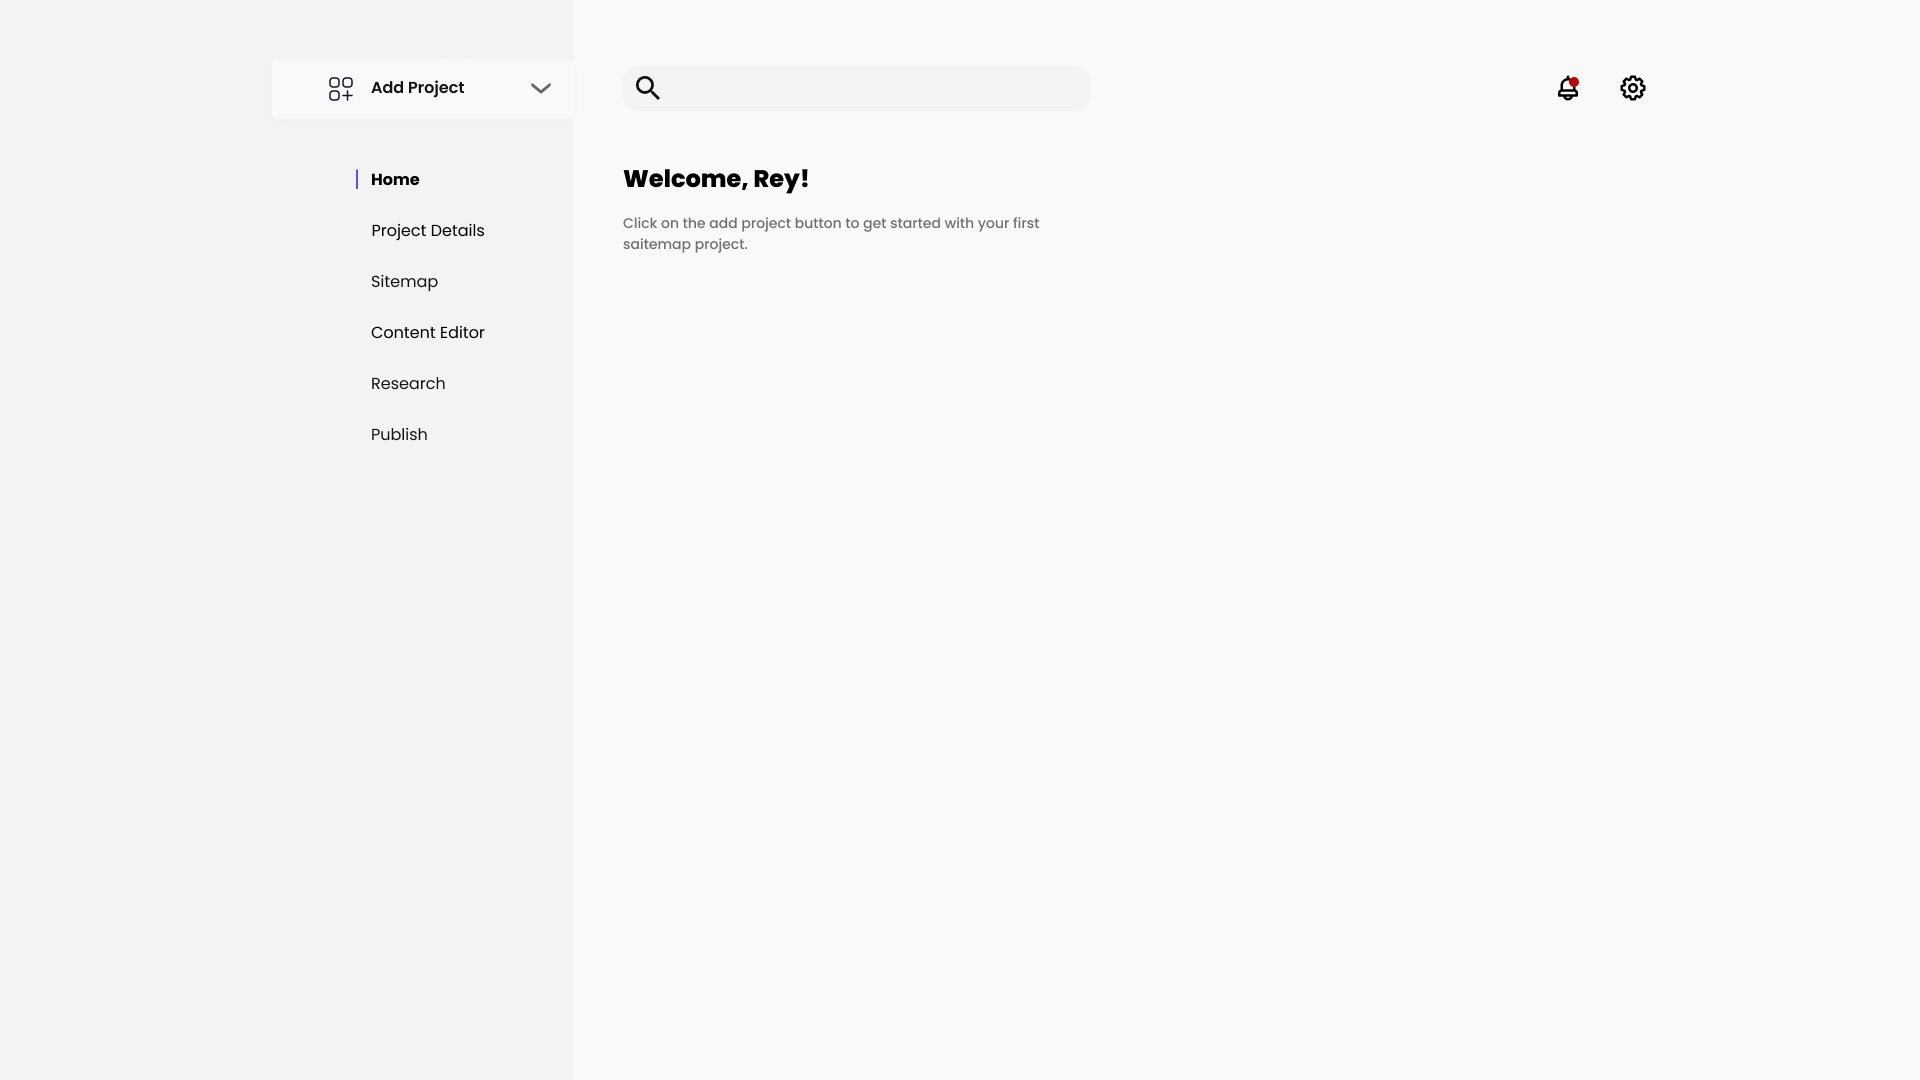 Add Project
Home
Project Details
Sitemap
Content Editor
Research
Publish
Welcome, Rey!
Click on the add project button to get started with your first
saitemap project.